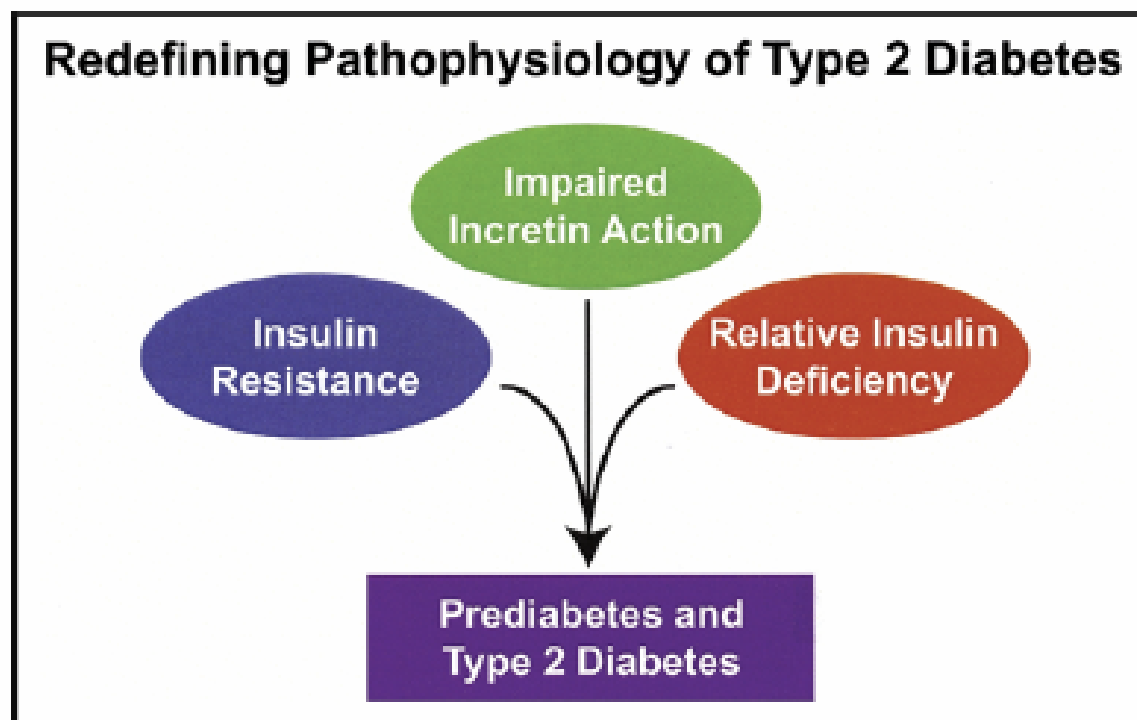 Redefining Pathophysiology of Type 2 Diabetes
Impaired
Incretin Action
Insulin
Resistance
Relative Insulin
Deficiency
Prediabetes and
Type 2 Diabetes